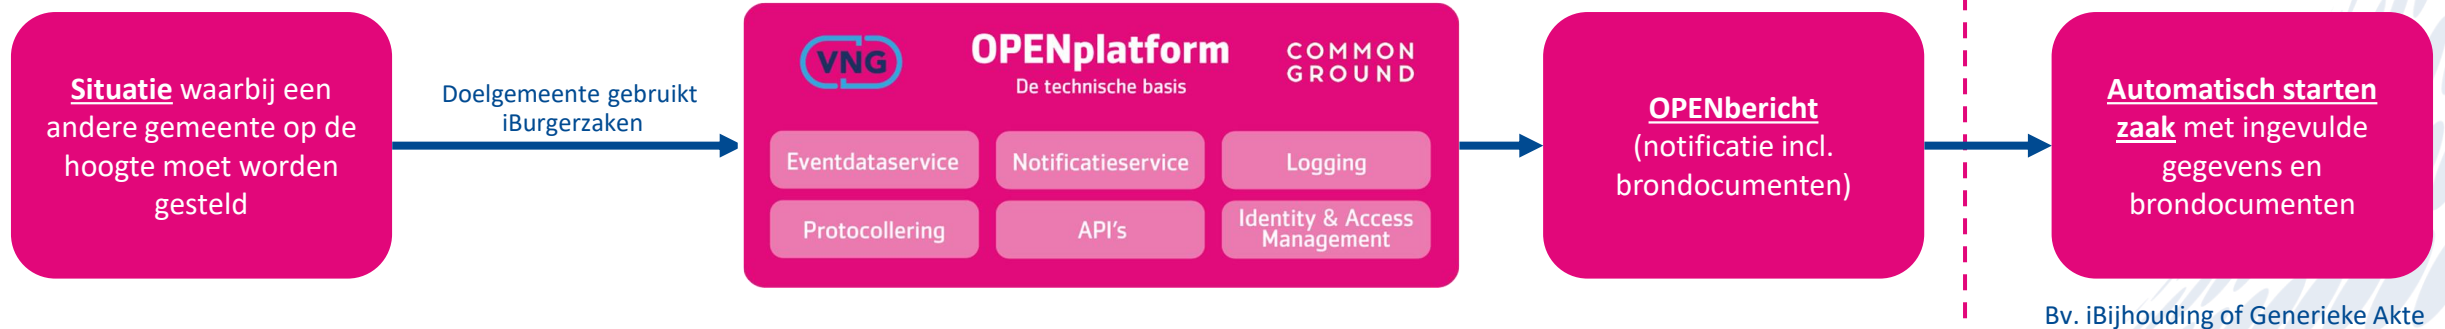 Situatie waarbij een
andere gemeente op de
hoogte moet worden
gesteld
Doelgemeente gebruikt
iBurgerzaken
VNG
OPENplatform
De technische basis
COMMON
GROUND
Eventdataservice
Notificatieservice
Logging
Protocollering
API's
Identity & Access
Management
OPENbericht
(notificatie incl.
brondocumenten)
Automatisch starten
zaak met ingevulde
gegevens en
brondocumenten
Bv. iBijhouding of Generieke Akte